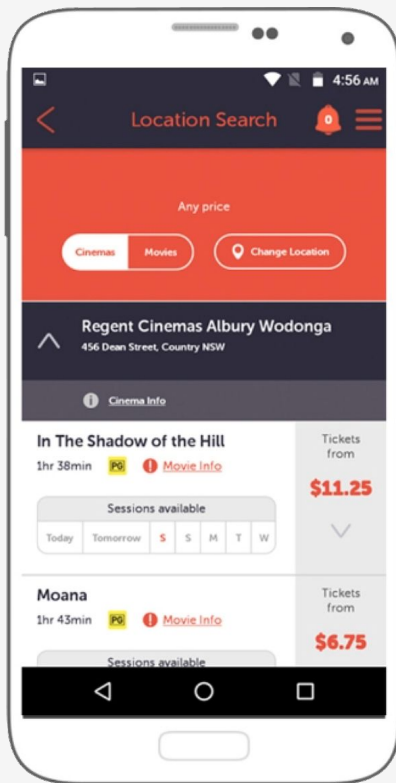 4:56 AM
Location Search
0
Any price
Cinemas Movies Change Location
Regent Cinemas Albury Wodonga
456 Dean Street, Country NSW
i Cinema Info
In The Shadow of the Hill
1hr 38min PG ! Movie Info
Tickets
from
$11.25
Sessions available
Today Tomorrow S S M T W
Moana
1hr 43min PG ! Movie Info
Tickets
from
$6.75
Sessions available